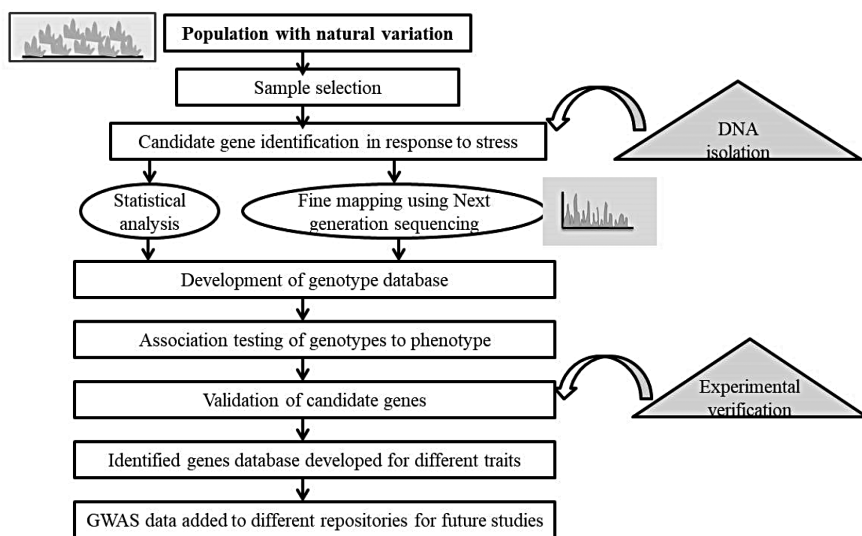 Population with natural variation
Sample selection
Candidate gene identification in response to stress
DNA
isolation
Statistical
analysis
Fine mapping using Next
generation sequencing
Development of genotype database
Association testing of genotypes to phenotype
Validation of candidate genes
Experimental
verification
Identified genes database developed for different traits
GWAS data added to different repositories for future studies